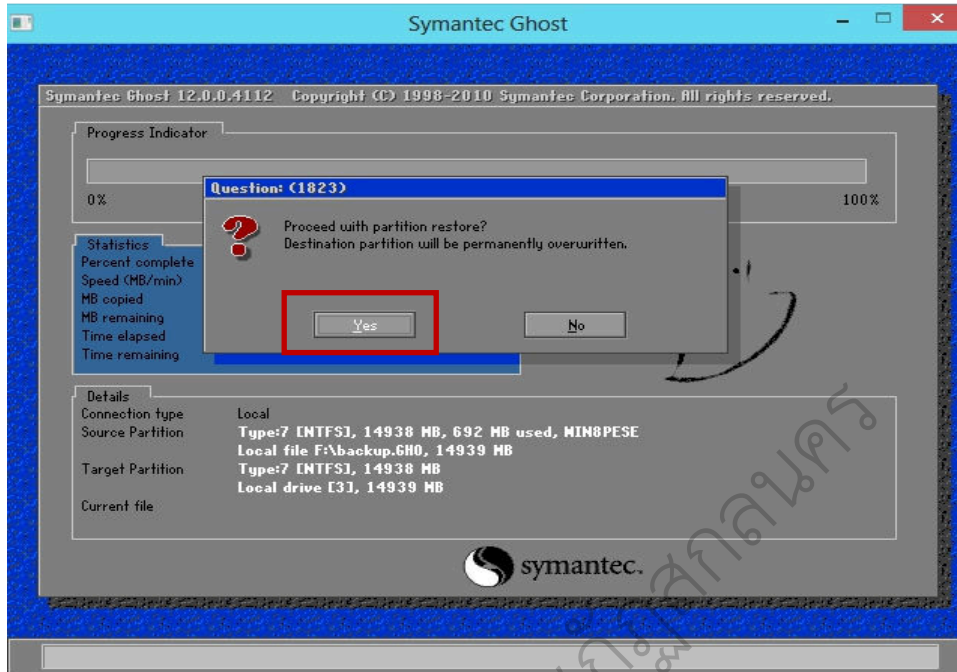 Symantec Ghost
Symantec Ghost 12.0.0.4112 Copyright (C) 1998-2010 Symantec Corporation. All rights reserved.
Progress Indicator
0% 100%
Question: (1823)
Proceed with partition restore?
Destination partition will be permanently overwritten.
Yes No
Statistics
Percent complete
Speed (MB/min)
MB copied
MB remaining
Time elapsed
Time remaining
Details
Connection type Local
Source Partition Type:7 [NTFS], 14938 MB, 692 MB used, WIN8PESE
Local file F:\backup.GHO, 14939 MB
Target Partition Type:7 [NTFS], 14938 MB
Local drive [3], 14939 MB
Current file
symantec.